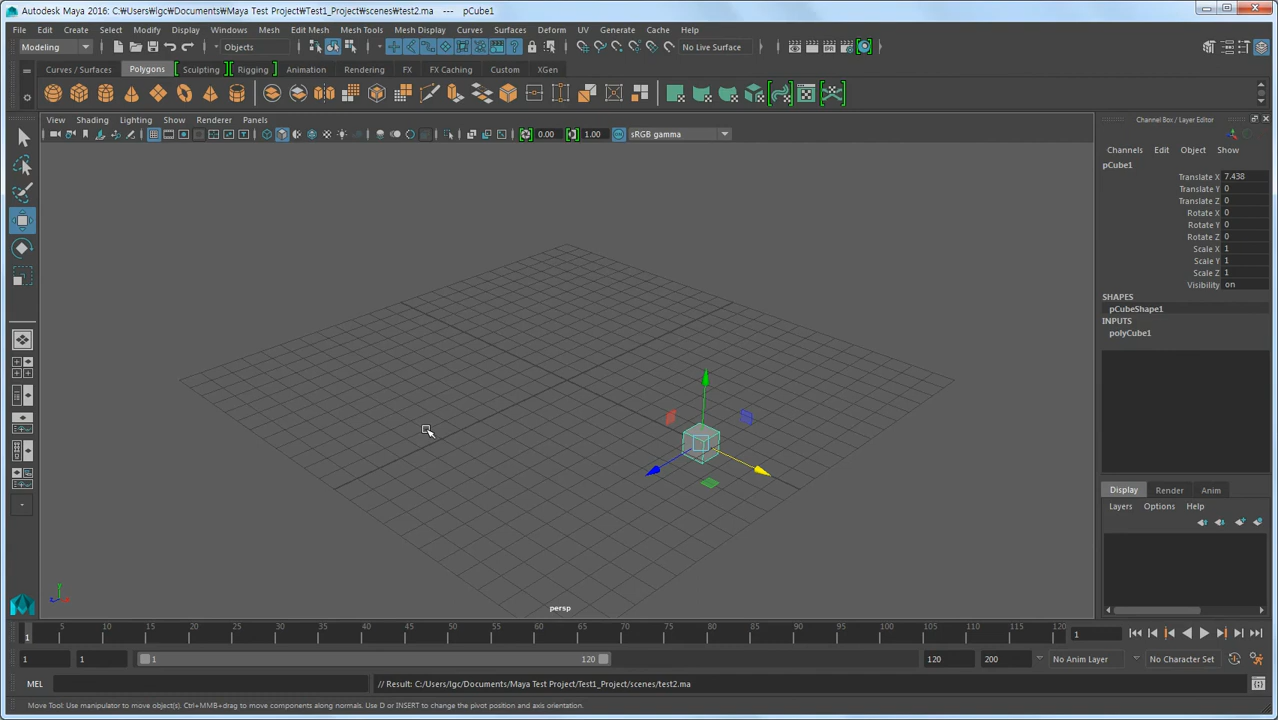 Autodesk Maya 2016: C:₩Users₩lgc₩Documents₩Maya Test Project₩Test1_Project₩scenes₩test2.ma --- pCube1
File Edit Create Select Modify Display Windows Mesh Edit Mesh Mesh Tools Mesh Display Curves Surfaces Deform UV Generate Cache Help
Modeling Objects No Live Surface
Curves / Surfaces Polygons Sculpting Rigging Animation Rendering FX FX Caching Custom XGen
View Shading Lighting Show Renderer Panels
0.00 1.00 sRGB gamma
persp
Channel Box / Layer Editor
Channels Edit Object Show
pCube1
Translate X 7.438
Translate Y 0
Translate Z 0
Rotate X 0
Rotate Y 0
Rotate Z 0
Scale X 1
Scale Y 1
Scale Z 1
Visibility on
SHAPES
pCubeShape1
INPUTS
polyCube1
Display Render Anim
Layers Options Help
1 5 10 15 20 25 30 35 40 45 50 55 60 65 70 75 80 85 90 95 100 105 110 115 120 1
1 1 1 120 120 200 No Anim Layer No Character Set
MEL // Result: C:/Users/lgc/Documents/Maya Test Project/Test1_Project/scenes/test2.ma
Move Tool: Use manipulator to move object(s). Ctrl+MMB+drag to move components along normals. Use D or INSERT to change the pivot position and axis orientation.